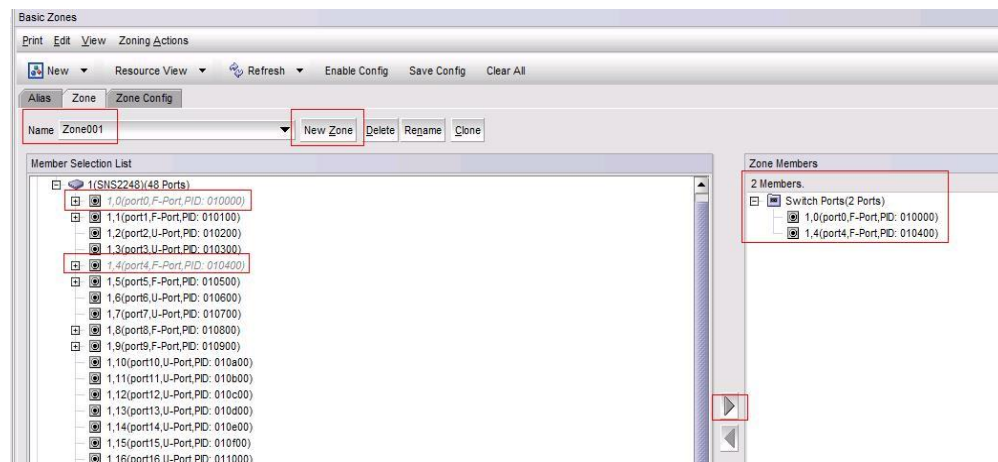 Basic Zones
Print Edit View Zoning Actions
New Resource View Refresh Enable Config Save Config Clear All
Alias Zone Zone Config
Name Zone001 New Zone Delete Rename Clone
Member Selection List
1(SNS2248)(48 Ports)
1,0(port0,F-Port,PID: 010000)
1,1(port1,F-Port,PID: 010100)
1,2(port2,U-Port,PID: 010200)
1,3(port3,U-Port,PID: 010300)
1,4(port4,F-Port,PID: 010400)
1,5(port5,F-Port,PID: 010500)
1,6(port6,U-Port,PID: 010600)
1,7(port7,U-Port,PID: 010700)
1,8(port8,F-Port,PID: 010800)
1,9(port9,F-Port,PID: 010900)
1,10(port10,U-Port,PID: 010a00)
1,11(port11,U-Port,PID: 010b00)
1,12(port12,U-Port,PID: 010c00)
1,13(port13,U-Port,PID: 010d00)
1,14(port14,U-Port,PID: 010e00)
1,15(port15,U-Port,PID: 010f00)
1,16(port16,U-Port,PID: 011000)
Zone Members
2 Members.
Switch Ports(2 Ports)
1,0(port0,F-Port,PID: 010000)
1,4(port4,F-Port,PID: 010400)